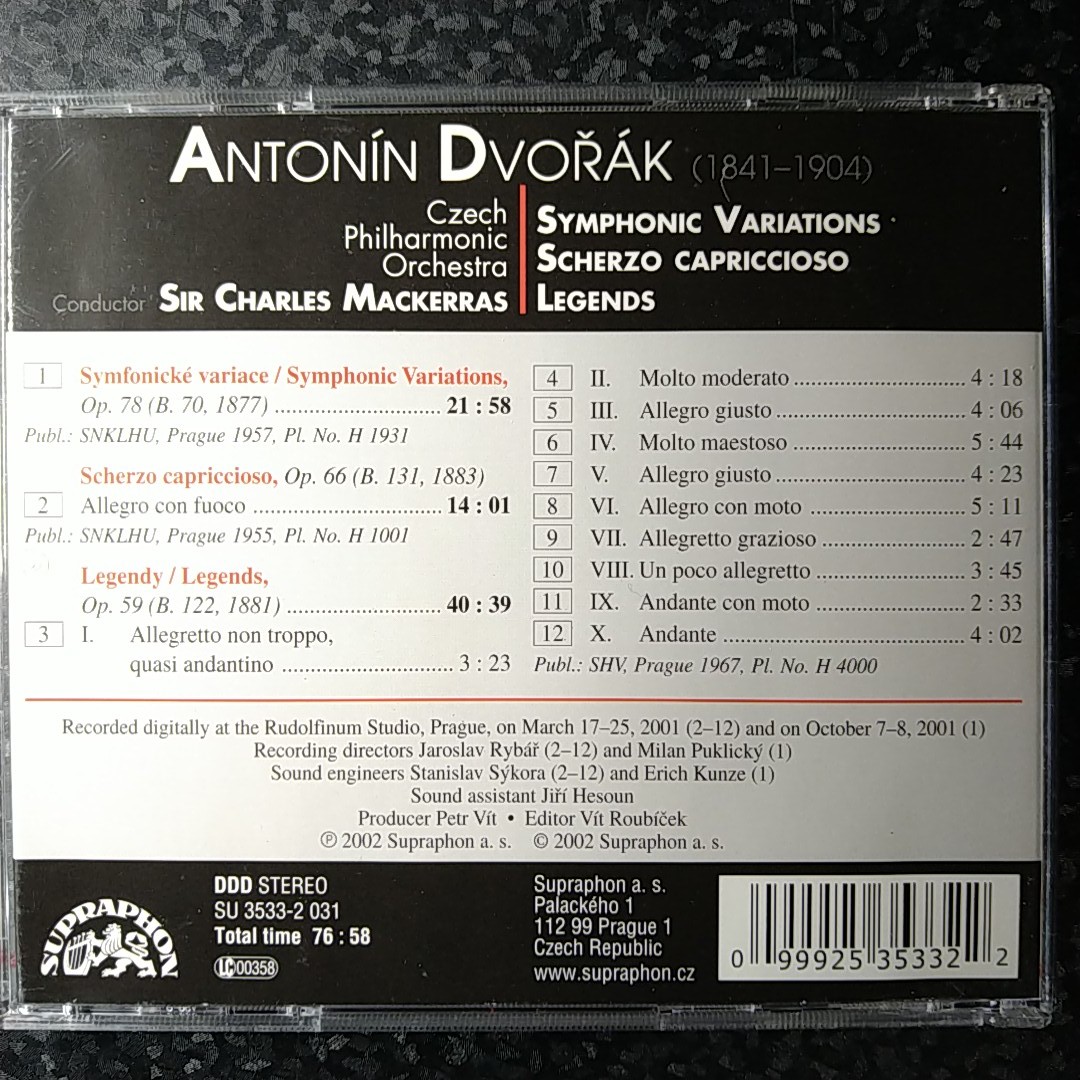 ANTONÍN DVOŘÁK (1841–1904)
Czech
Philharmonic
Orchestra
Conductor SIR CHARLES MACKERRAS
SYMPHONIC VARIATIONS
SCHERZO CAPRICCIOSO
LEGENDS
1 Symfonické variace / Symphonic Variations,
Op. 78 (B. 70, 1877) ........................ 21 : 58
Publ.: SNKLHU, Prague 1957, Pl. No. H 1931
Scherzo capriccioso, Op. 66 (B. 131, 1883)
2 Allegro con fuoco ........................ 14 : 01
Publ.: SNKLHU, Prague 1955, Pl. No. H 1001
Legendy / Legends,
Op. 59 (B. 122, 1881) ........................ 40 : 39
3 I. Allegretto non troppo,
quasi andantino ........................ 3 : 23
4 II. Molto moderato ........................ 4 : 18
5 III. Allegro giusto ........................ 4 : 06
6 IV. Molto maestoso ........................ 5 : 44
7 V. Allegro giusto ........................ 4 : 23
8 VI. Allegro con moto ........................ 5 : 11
9 VII. Allegretto grazioso ........................ 2 : 47
10 VIII. Un poco allegretto ........................ 3 : 45
11 IX. Andante con moto ........................ 2 : 33
12 X. Andante ........................ 4 : 02
Publ.: SHV, Prague 1967, Pl. No. H 4000
Recorded digitally at the Rudolfinum Studio, Prague, on March 17–25, 2001 (2–12) and on October 7–8, 2001 (1)
Recording directors Jaroslav Rybář (2–12) and Milan Puklický (1)
Sound engineers Stanislav Sýkora (2–12) and Erich Kunze (1)
Sound assistant Jiří Hesoun
Producer Petr Vít • Editor Vít Roubíček
℗ 2002 Supraphon a. s. © 2002 Supraphon a. s.
SUPRAPHON
DDD STEREO
SU 3533-2 031
Total time 76 : 58
LC 00358
Supraphon a. s.
Palackého 1
112 99 Prague 1
Czech Republic
www.supraphon.cz
0 99925 35332 2